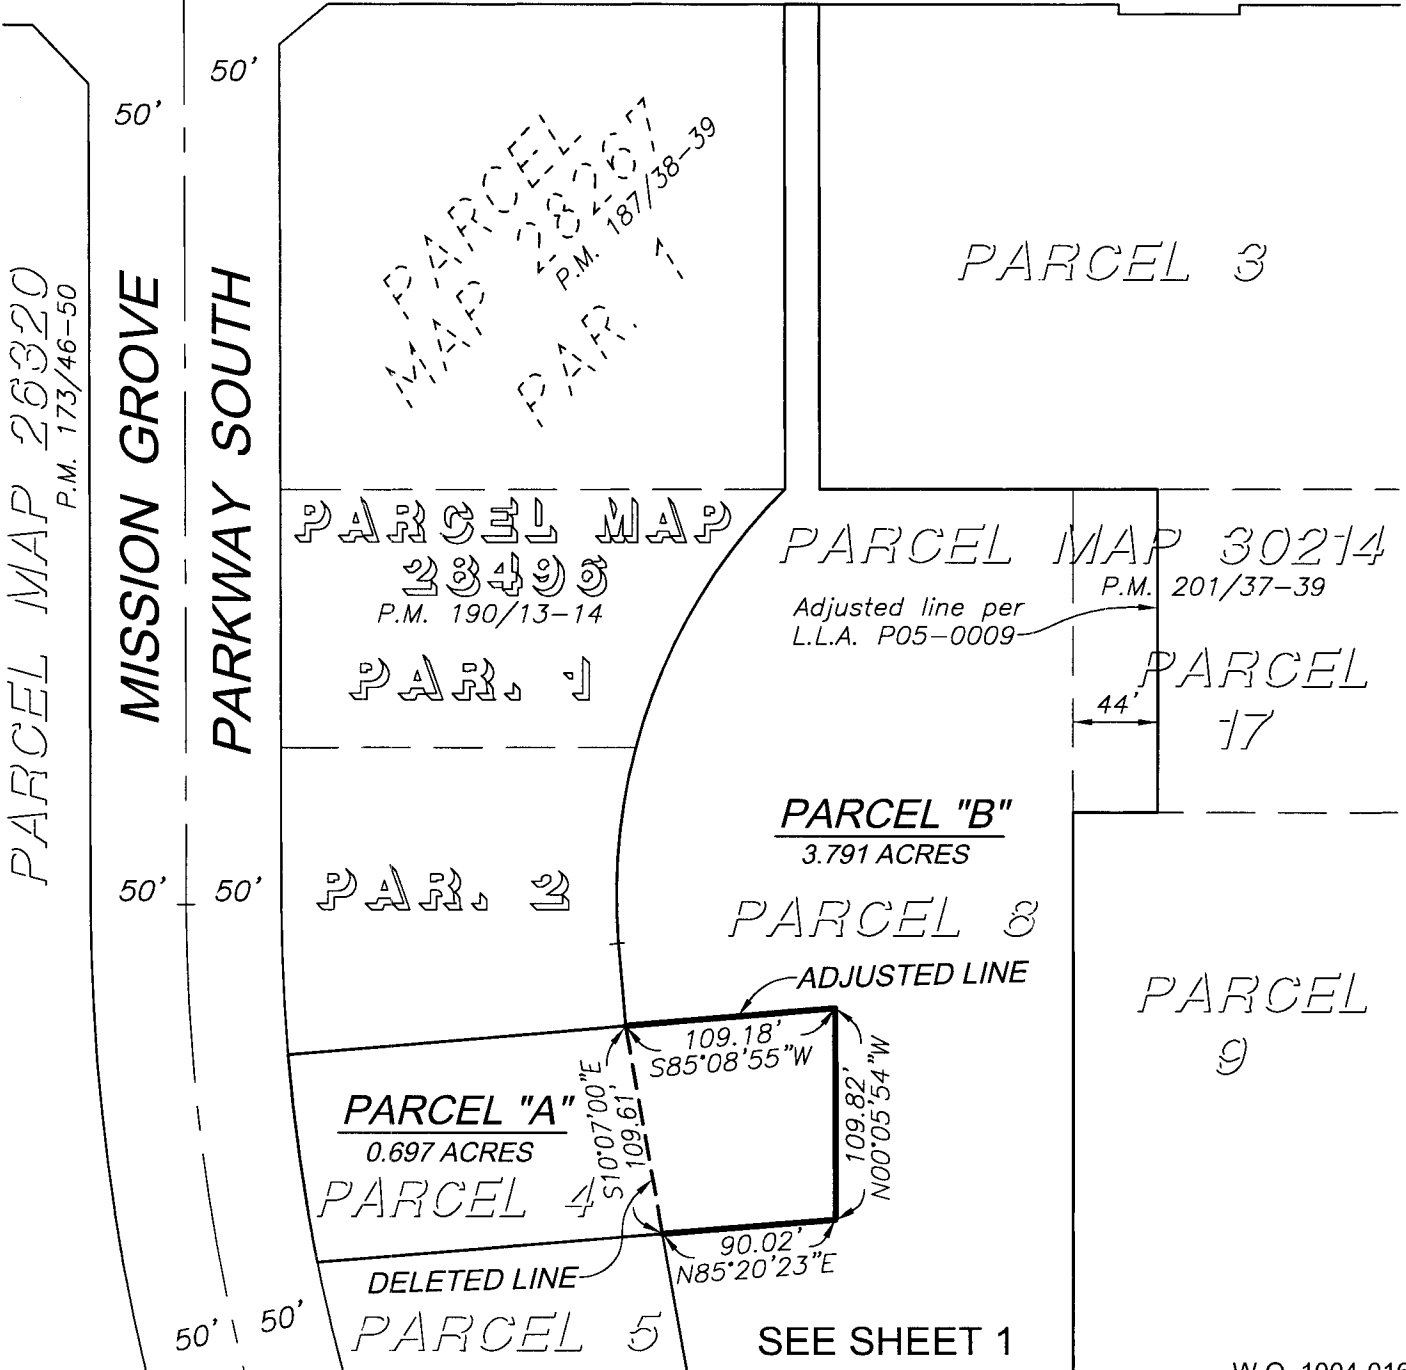 50'
50'
PARCEL MAP 26320
P.M. 173/46-50
MISSION GROVE
PARKWAY SOUTH
PARCEL
MAP 28267
P.M. 187/38-39
PAR. 1
PARCEL 3
PARCEL MAP
28496
P.M. 190/13-14
PAR. 1
PARCEL MAP 30214
P.M. 201/37-39
Adjusted line per
L.L.A. P05-0009
PARCEL
17
44'
PARCEL "B"
3.791 ACRES
50'
50'
PAR. 2
PARCEL 8
ADJUSTED LINE
PARCEL
9
109.18'
S85°08'55"W
S10°07'00"E
109.61'
109.82'
N00°05'54"W
PARCEL "A"
0.697 ACRES
PARCEL 4
90.02'
N85°20'23"E
DELETED LINE
50'
50'
PARCEL 5
SEE SHEET 1